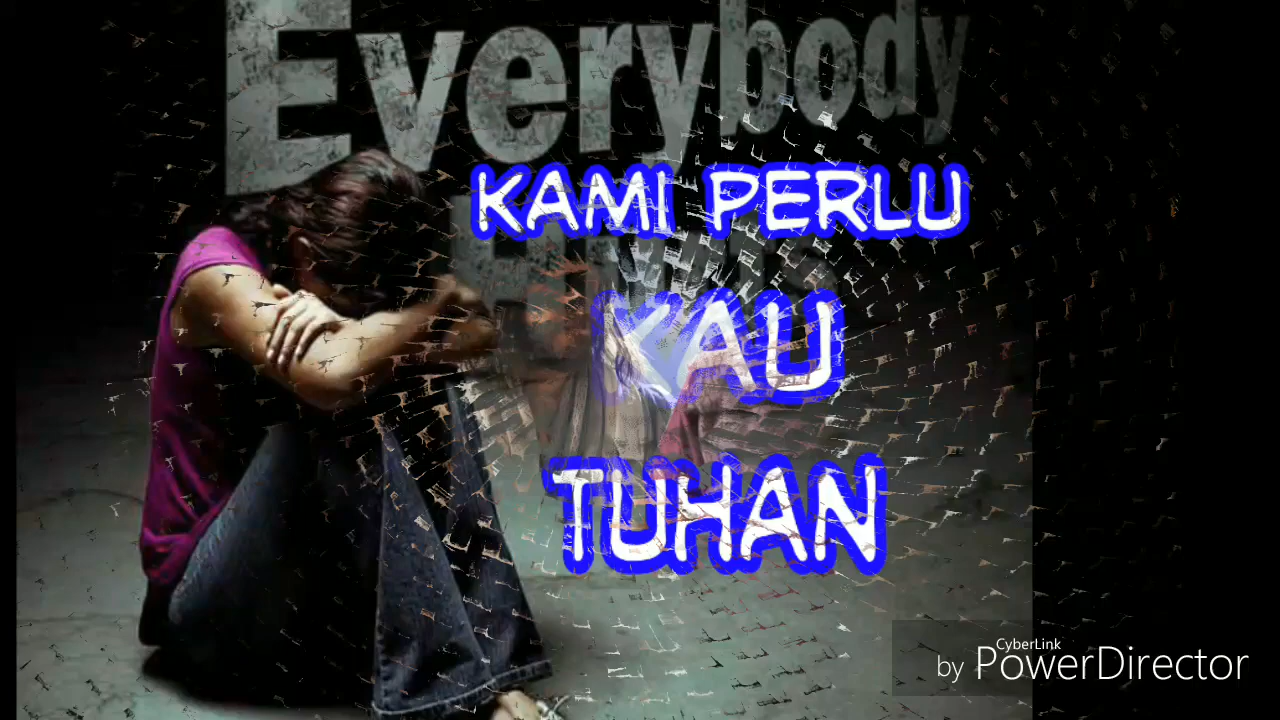 Everybody
KAMI PERLU
KAU
TUHAN
CyberLink
by PowerDirector